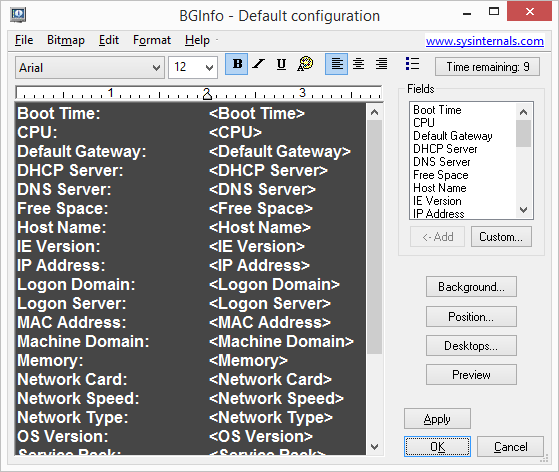 BGInfo - Default configuration
File Bitmap Edit Format Help www.sysinternals.com
Arial 12 B I U A Time remaining: 9
1 2 3
Boot Time: <Boot Time>
CPU: <CPU>
Default Gateway: <Default Gateway>
DHCP Server: <DHCP Server>
DNS Server: <DNS Server>
Free Space: <Free Space>
Host Name: <Host Name>
IE Version: <IE Version>
IP Address: <IP Address>
Logon Domain: <Logon Domain>
Logon Server: <Logon Server>
MAC Address: <MAC Address>
Machine Domain: <Machine Domain>
Memory: <Memory>
Network Card: <Network Card>
Network Speed: <Network Speed>
Network Type: <Network Type>
OS Version: <OS Version>
Service Pack: <Service Pack>
Fields
Boot Time
CPU
Default Gateway
DHCP Server
DNS Server
Free Space
Host Name
IE Version
IP Address
<- Add Custom...
Background...
Position...
Desktops...
Preview
Apply
OK Cancel